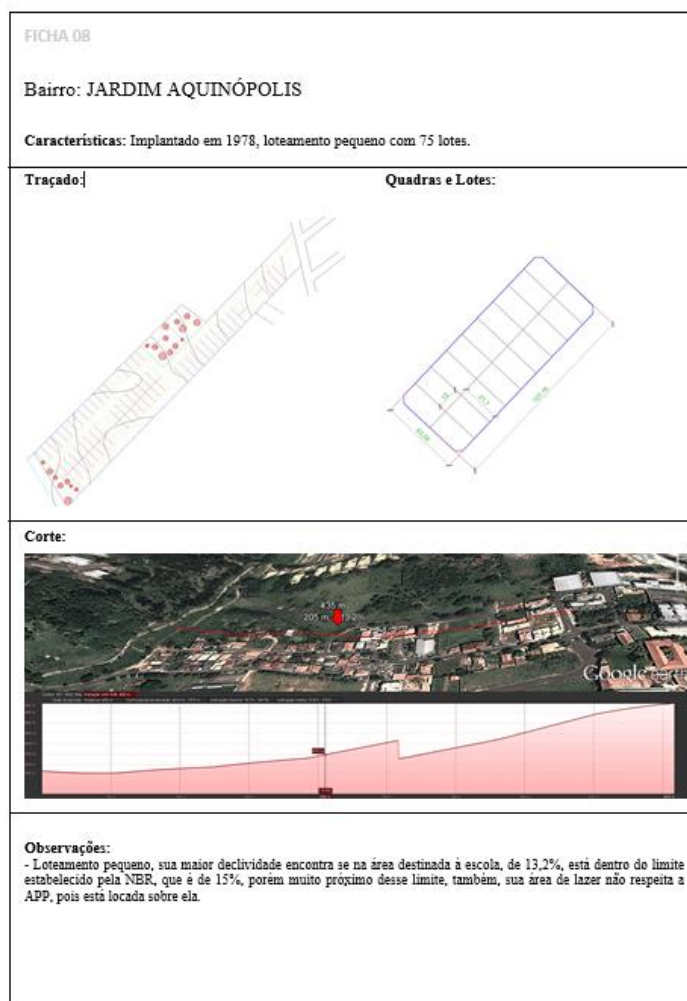 FICHA 08
Bairro: JARDIM AQUINÓPOLIS
Características: Implantado em 1978, loteamento pequeno com 75 lotes.
Traçado:
Quadras e Lotes:
Corte:
435 m
205 m
Google earth
Observações:
- Loteamento pequeno, sua maior declividade encontra se na área destinada à escola, de 13,2%, está dentro do limite
estabelecido pela NBR, que é de 15%, porém muito próximo desse limite, também, sua área de lazer não respeita a
APP, pois está locada sobre ela.